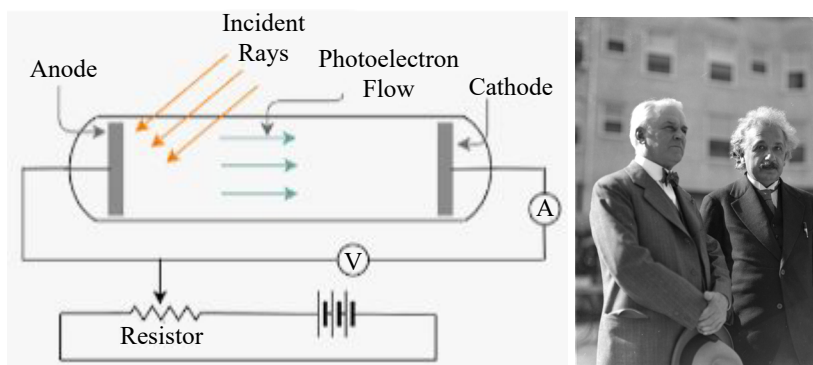 Incident
Rays
Anode
Photoelectron
Flow
Cathode
A
V
Resistor